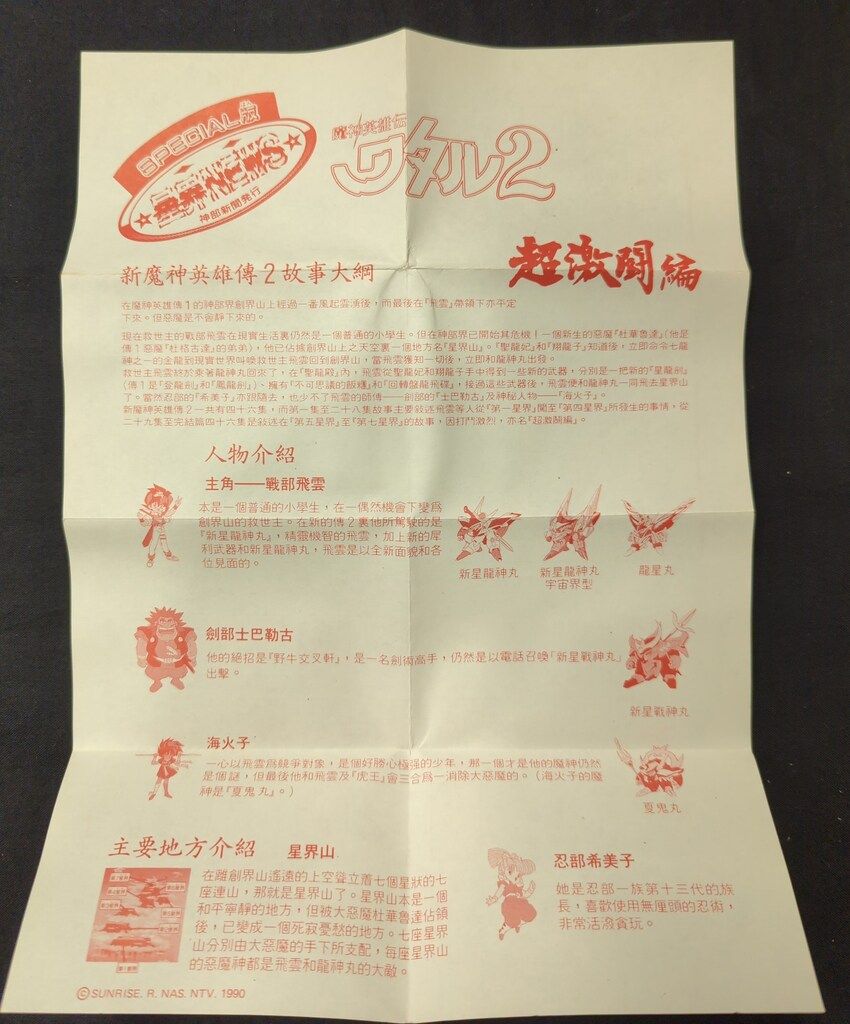 SPECIAL 版
神部新聞発行
魔神英雄伝
ワタル2
超激鬪編
新魔神英雄傳2故事大綱
在魔神英雄傳1的神部界創界山上經過一番風起雲湧後，而最後在『飛雲』帶領下亦平定
下來。但惡魔是不會靜下來的。
現在救世主的戰部飛雲在現實生活裏仍然是一個普通的小學生。但在神部界已開始其危機！一個新生的惡魔『杜華魯達』(他是
傳1惡魔『杜格古達』的弟弟)，他已佔據創界山上之天空裏一個地方名『星界山』。『聖龍妃』和『翔龍子』知道後，立即命令七龍
神之一的金龍到現實世界叫喚救世主飛雲回到創界山，當飛雲獲知一切後，立即和龍神丸出發。
救世主飛雲終於乘著龍神丸回來了，在『聖龍殿』內，飛雲從聖龍妃和翔龍子手中得到一些新的武器，分別是一把新的『星龍劍』
(傳1是『登龍劍』和『鳳龍劍』)、擁有『不可思議的飯糰』和『回轉盤龍飛碟』，接過這些武器後，飛雲便和龍神丸一同飛去星界山
了。當然忍部的『希美子』亦跟隨去，也少不了飛雲的師傅——劍部的『士巴勒古』及神秘人物——『海火子』。
新魔神英雄傳2一共有四十六集，而第一集至二十八集故事主要敘述飛雲等人從『第一星界』闖至『第四星界』所發生的事情，從
二十九集至完結篇四十六集是敘述在『第五星界』至『第七星界』的故事，因打鬥激烈，亦名『超激鬪編』。
人物介紹
主角——戰部飛雲
本是一個普通的小學生，在一偶然機會下變爲
創界山的救世主。在新的傳2裏他所駕駛的是
『新星龍神丸』，精靈機智的飛雲，加上新的犀
利武器和新星龍神丸，飛雲是以全新面貌和各
位見面的。
新星龍神丸
新星龍神丸
宇宙界型
龍星丸
劍部士巴勒古
他的絕招是『野牛交叉軒』，是一名劍術高手，仍然是以電話召喚「新星戰神丸」
出擊。
新星戰神丸
海火子
一心以飛雲爲競爭對象，是個好勝心極强的少年，那一個才是他的魔神仍然
是個謎，但最後他和飛雲及『虎王』會三合爲一消除大惡魔的。(海火子的魔
神是『夏鬼丸』。)
夏鬼丸
主要地方介紹 星界山
在離創界山遙遠的上空聳立着七個星狀的七
座連山，那就是星界山了。星界山本是一個
和平寧靜的地方，但被大惡魔杜華魯達佔領
後，已變成一個死寂憂愁的地方。七座星界
山分別由大惡魔的手下所支配，每座星界山
的惡魔神都是飛雲和龍神丸的大敵。
忍部希美子
她是忍部一族第十三代的族
長，喜歡使用無厘頭的忍術，
非常活潑貪玩。
©SUNRISE. R. NAS. NTV. 1990